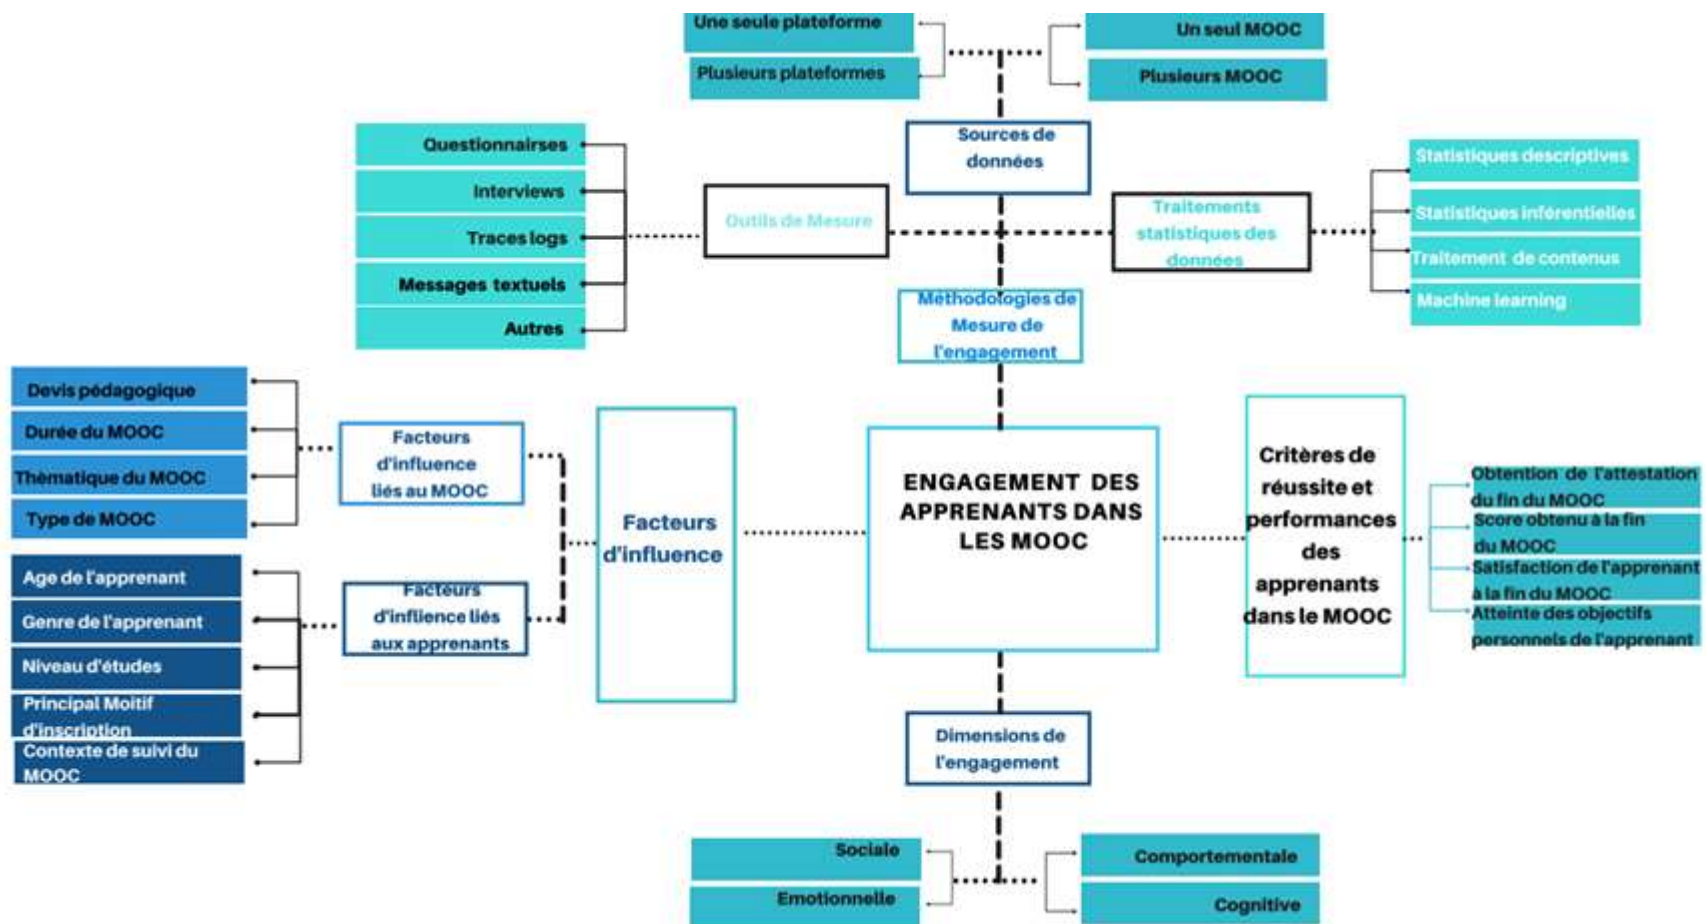 Une seule plateforme
Plusieurs plateformes
Un seul MOOC
Plusieurs MOOC
Sources de
données
Questionnairses
Interviews
Traces logs
Messages textuels
Autres
Outils de Mesure
Traitements
statistiques des
données
Statistiques descriptives
Statistiques inférentielles
Traitement de contenus
Machine learning
Méthodologies de
Mesure de
l'engagement
Devis pédagogique
Durée du MOOC
Thèmatique du MOOC
Type de MOOC
Facteurs
d'influence
liés au MOOC
Age de l'apprenant
Genre de l'apprenant
Niveau d'études
Principal Moitif
d'inscription
Contexte de suivi du
MOOC
Facteurs
d'inflience liés
aux apprenants
Facteurs
d'influence
ENGAGEMENT DES
APPRENANTS DANS
LES MOOC
Critères de
réussite et
performances
des
apprenants
dans le MOOC
Obtention de l'attestation
du fin du MOOC
Score obtenu à la fin
du MOOC
Satisfaction de l'apprenant
à la fin du MOOC
Atteinte des objectifs
personnels de l'apprenant
Dimensions de
l'engagement
Sociale
Emotionnelle
Comportementale
Cognitive